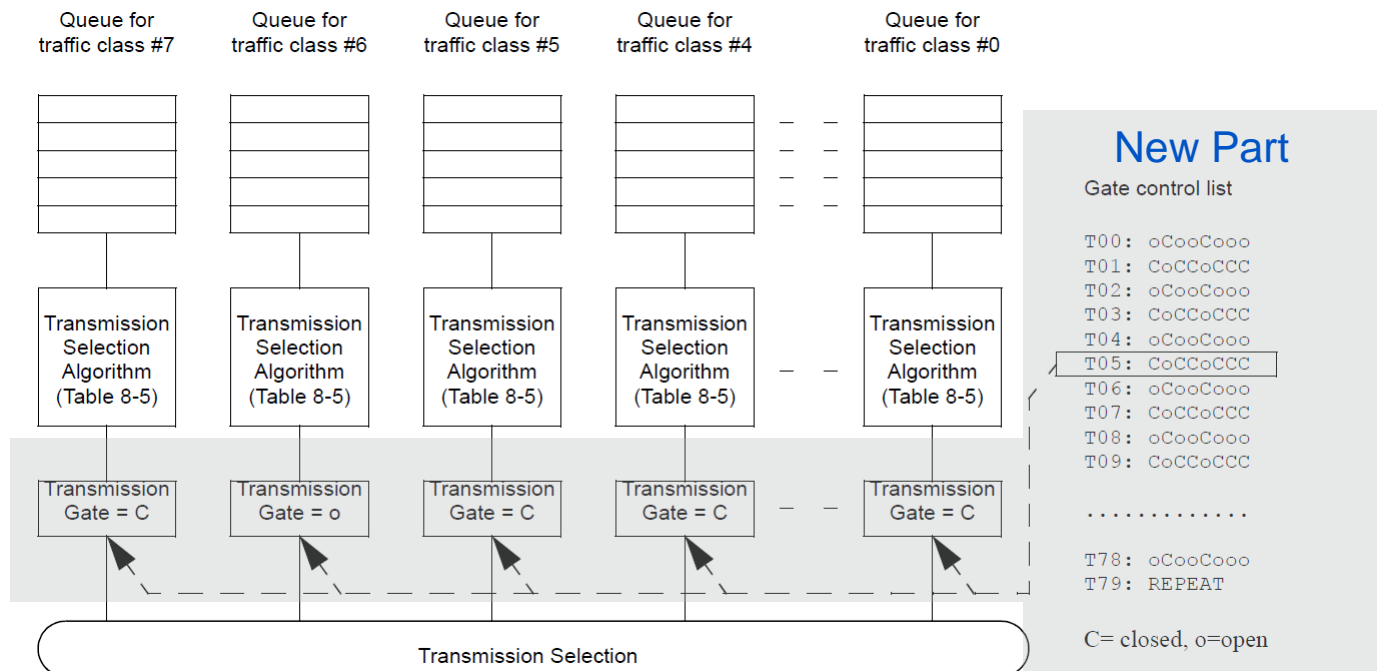 Queue for
traffic class #7
Queue for
traffic class #6
Queue for
traffic class #5
Queue for
traffic class #4
Queue for
traffic class #0
Transmission
Selection
Algorithm
(Table 8-5)
Transmission
Selection
Algorithm
(Table 8-5)
Transmission
Selection
Algorithm
(Table 8-5)
Transmission
Selection
Algorithm
(Table 8-5)
Transmission
Selection
Algorithm
(Table 8-5)
Transmission
Gate = C
Transmission
Gate = o
Transmission
Gate = C
Transmission
Gate = C
Transmission
Gate = C
Transmission Selection
New Part
Gate control list
T00: oCooCooo
T01: CoCCoCCC
T02: oCooCooo
T03: CoCCoCCC
T04: oCooCooo
T05: CoCCoCCC
T06: oCooCooo
T07: CoCCoCCC
T08: oCooCooo
T09: CoCCoCCC
. . . . . . . . . . . . .
T78: oCooCooo
T79: REPEAT
C= closed, o=open